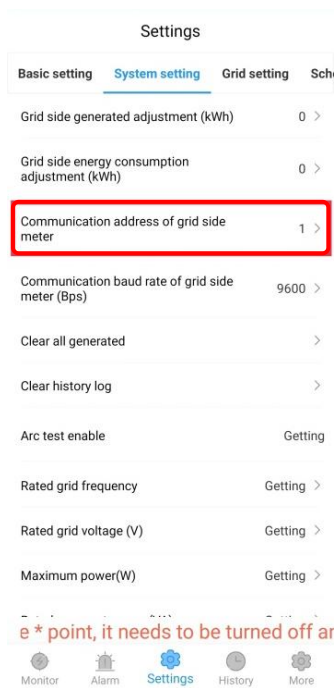 Settings
Basic setting System setting Grid setting Sch
Grid side generated adjustment (kWh) 0
Grid side energy consumption
adjustment (kWh) 0
Communication address of grid side
meter 1
Communication baud rate of grid side
meter (Bps) 9600
Clear all generated
Clear history log
Arc test enable Getting
Rated grid frequency Getting
Rated grid voltage (V) Getting
Maximum power(W) Getting
e * point, it needs to be turned off ar
Monitor Alarm Settings History More